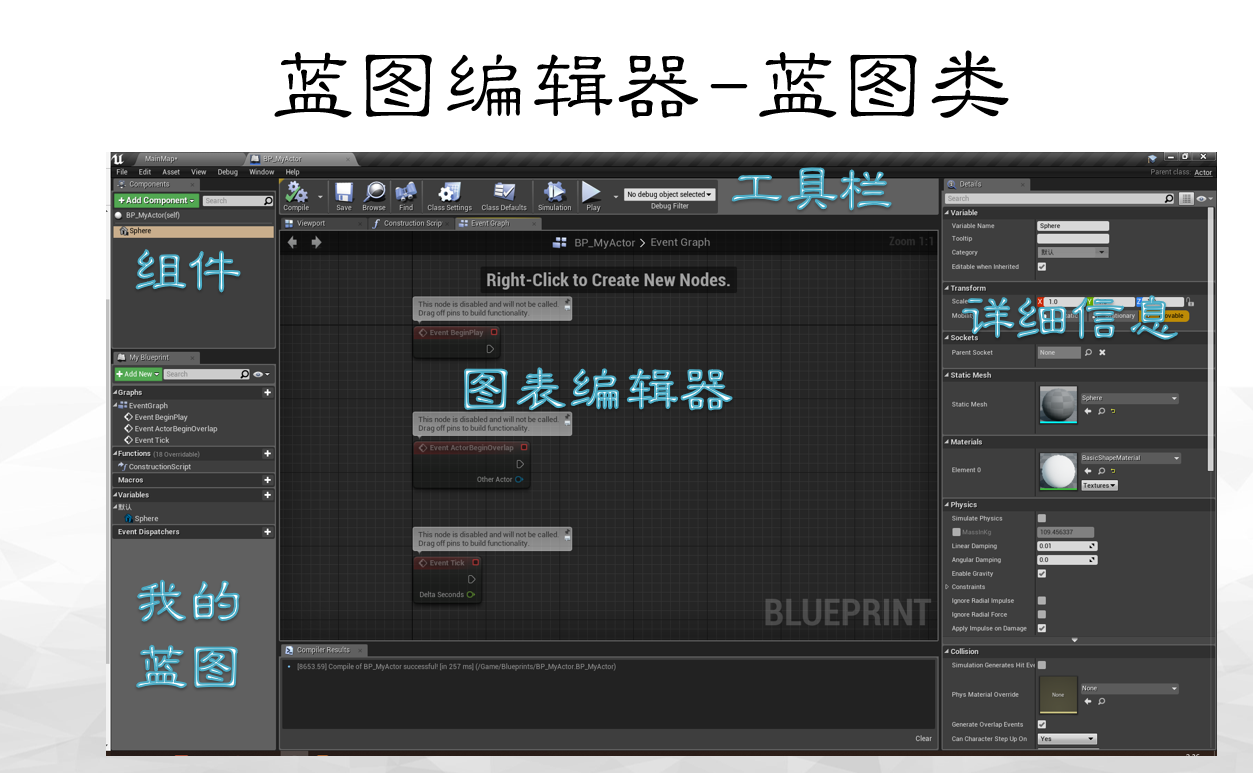 蓝图编辑器-蓝图类
MainMap*
BP_MyActor
File Edit Asset View Debug Window Help
Parent class: Actor
Components
+Add Component
Search
BP_MyActor(self)
Sphere
组件
My Blueprint
+Add New
Search
Graphs
EventGraph
Event BeginPlay
Event ActorBeginOverlap
Event Tick
Functions (18 Overridable)
ConstructionScript
Macros
Variables
默认
Sphere
Event Dispatchers
我的
蓝图
Compile
Save
Browse
Find
Class Settings
Class Defaults
Simulation
Play
No debug object selected
Debug Filter
工具栏
Viewport
Construction Scrip
Event Graph
BP_MyActor > Event Graph
Zoom 1:1
Right-Click to Create New Nodes.
This node is disabled and will not be called.
Drag off pins to build functionality.
Event BeginPlay
图表编辑器
This node is disabled and will not be called.
Drag off pins to build functionality.
Event ActorBeginOverlap
Other Actor
This node is disabled and will not be called.
Drag off pins to build functionality.
Event Tick
Delta Seconds
BLUEPRINT
Compiler Results
[8653.59] Compile of BP_MyActor successful! [in 257 ms] (/Game/Blueprints/BP_MyActor.BP_MyActor)
Clear
Details
Search
Variable
Variable Name Sphere
Tooltip
Category 默认
Editable when Inherited
Transform
X 1.0
详细信息
Sockets
Parent Socket None
Static Mesh
Static Mesh Sphere
Materials
Element 0 BasicShapeMaterial
Textures
Physics
Simulate Physics
MassInKg 109.456337
Linear Damping 0.01
Angular Damping 0.0
Enable Gravity
Constraints
Ignore Radial Impulse
Ignore Radial Force
Apply Impulse on Damage
Collision
Simulation Generates Hit Eve
Phys Material Override None None
Generate Overlap Events
Can Character Step Up On Yes